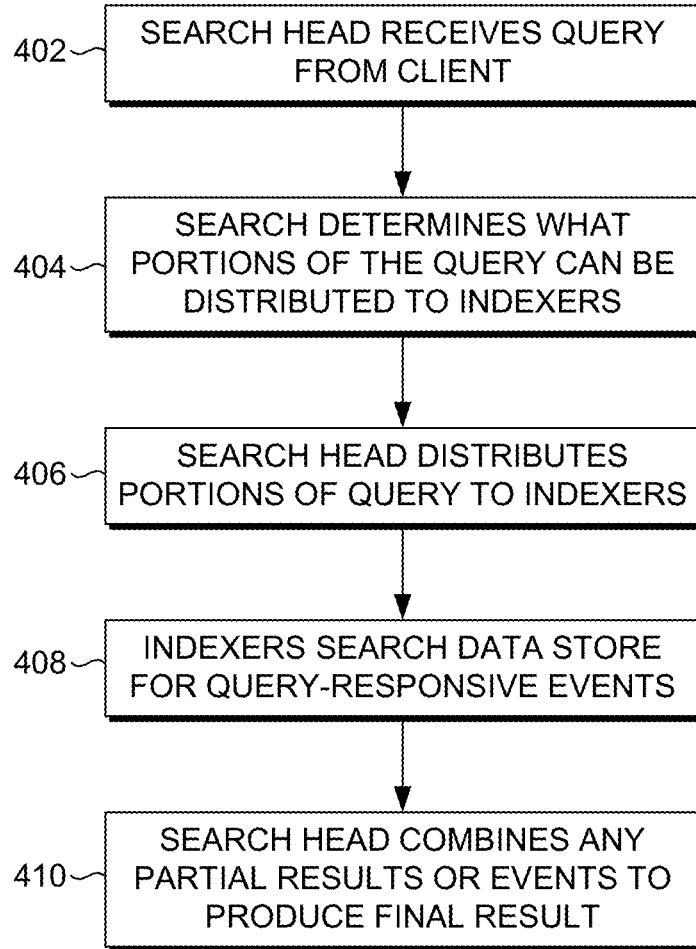 402
SEARCH HEAD RECEIVES QUERY
FROM CLIENT
404
SEARCH DETERMINES WHAT
PORTIONS OF THE QUERY CAN BE
DISTRIBUTED TO INDEXERS
406
SEARCH HEAD DISTRIBUTES
PORTIONS OF QUERY TO INDEXERS
408
INDEXERS SEARCH DATA STORE
FOR QUERY-RESPONSIVE EVENTS
410
SEARCH HEAD COMBINES ANY
PARTIAL RESULTS OR EVENTS TO
PRODUCE FINAL RESULT